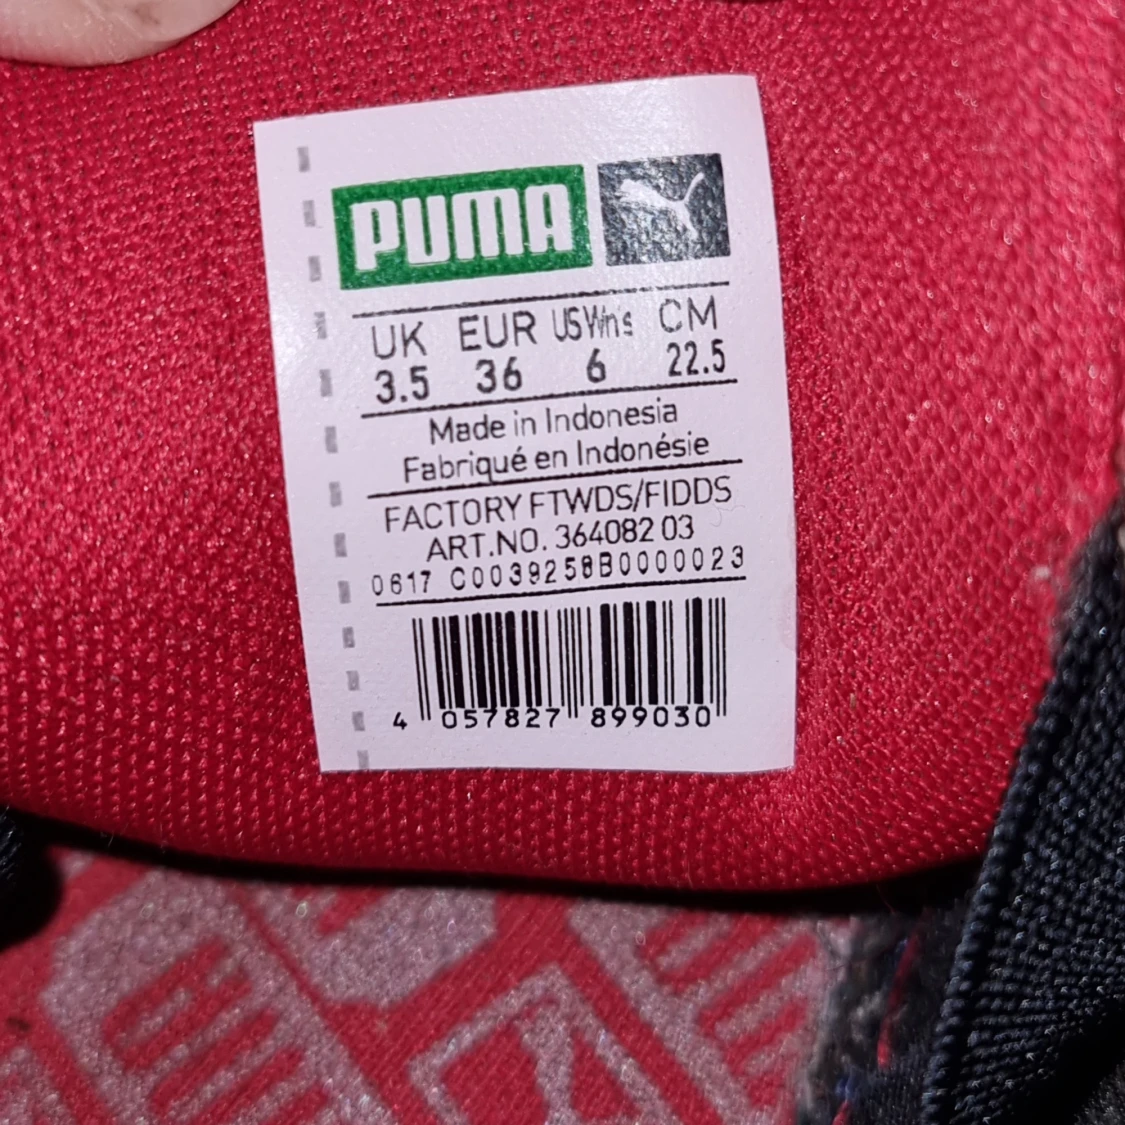 PUMA
UK EUR US Wns CM
3.5 36 6 22.5
Made in Indonesia
Fabriqué en Indonésie
FACTORY FTWDS/FIDDS
ART.NO. 364082 03
0617 C0039258B0000023
4 057827 899030